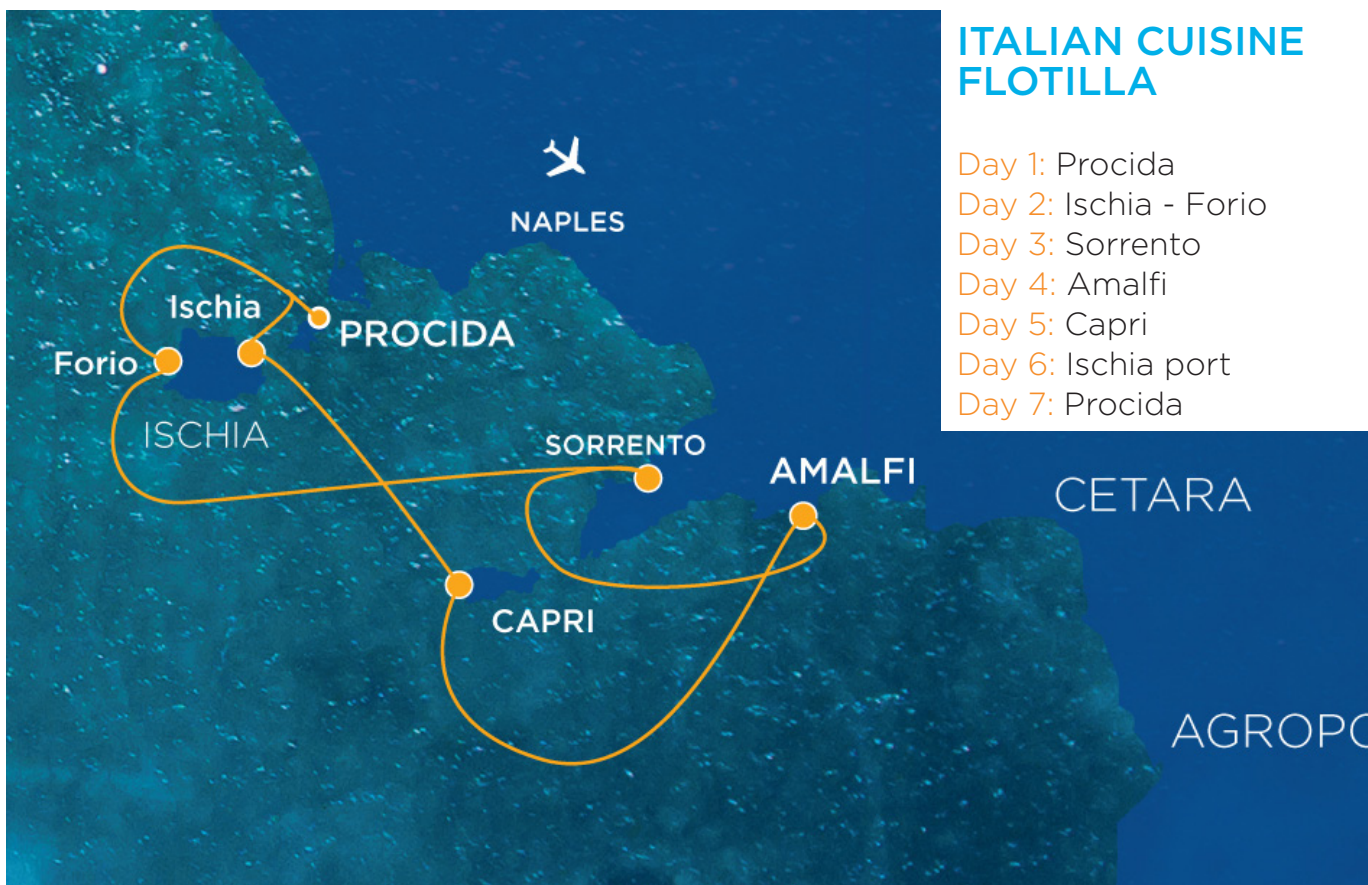 ITALIAN CUISINE
FLOTILLA
Day 1: Procida
Day 2: Ischia - Forio
Day 3: Sorrento
Day 4: Amalfi
Day 5: Capri
Day 6: Ischia port
Day 7: Procida
NAPLES
Ischia
PROCIDA
Forio
ISCHIA
SORRENTO
AMALFI
CETARA
CAPRI